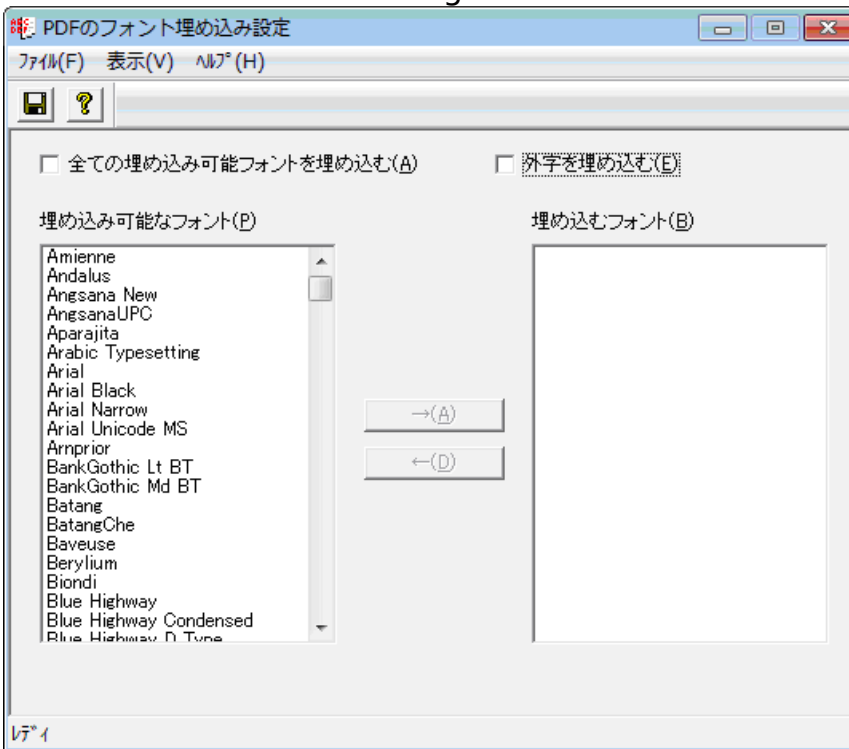 PDFのフォント埋め込み設定
ﾌｧｲﾙ(F) 表示(V) ﾍﾙﾌﾟ(H)
全ての埋め込み可能フォントを埋め込む(A) 外字を埋め込む(E)
埋め込み可能なフォント(P) 埋め込むフォント(B)
Amienne
Andalus
Angsana New
AngsanaUPC
Aparajita
Arabic Typesetting
Arial
Arial Black
Arial Narrow
Arial Unicode MS
Arnprior
BankGothic Lt BT
BankGothic Md BT
Batang
BatangChe
Baveuse
Berylium
Biondi
Blue Highway
Blue Highway Condensed
Blue Highway D Type
→(A)
←(D)
ﾚﾃﾞｨ